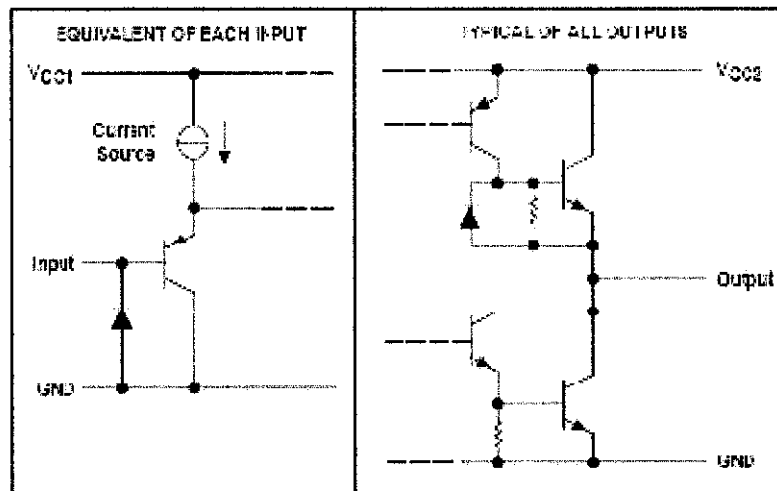 EQUIVALENT OF EACH INPUT
VCC1
Current
Source
Input
GND
TYPICAL OF ALL OUTPUTS
VCC2
Output
GND